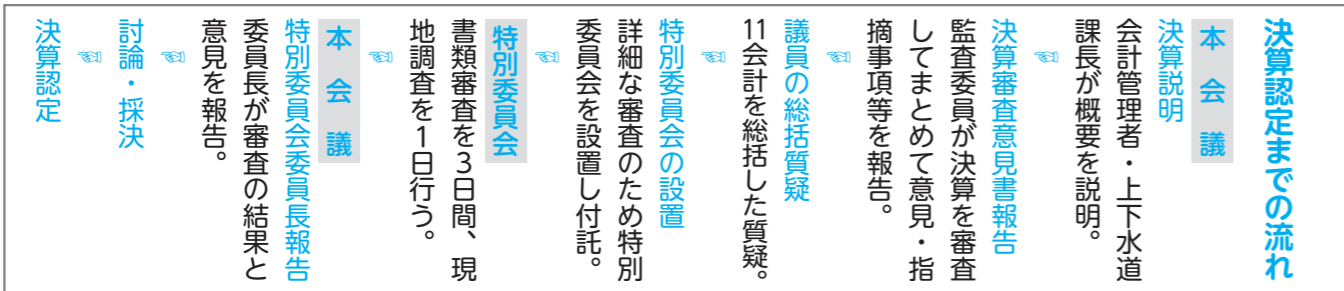 決算認定までの流れ
本会議
決算説明
会計管理者・上下水道
課長が概要を説明。
☜
決算審査意見書報告
監査委員が決算を審査
してまとめて意見・指
摘事項等を報告。
☜
議員の総括質疑
11会計を総括した質疑。
☜
特別委員会の設置
詳細な審査のため特別
委員会を設置し付託。
☜
特別委員会
書類審査を3日間、現
地調査を1日行う。
☜
本会議
特別委員会委員長報告
委員長が審査の結果と
意見を報告。
☜
討論・採決
☜
決算認定